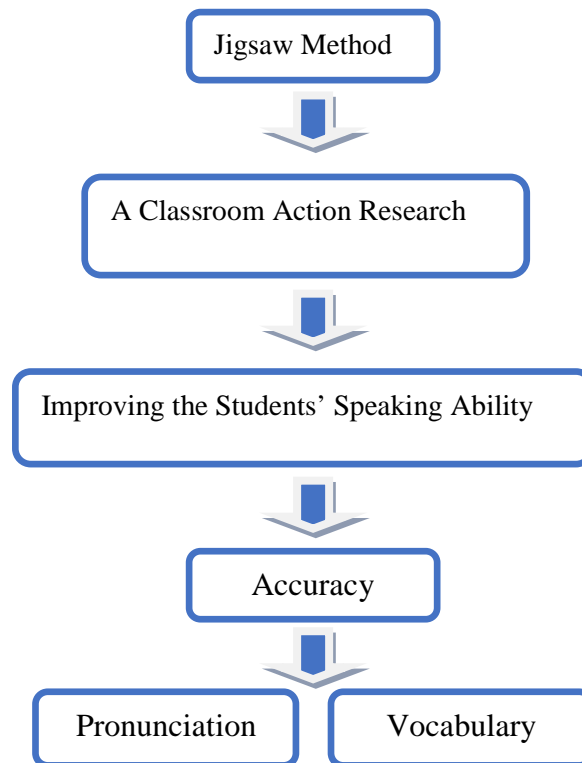 Jigsaw Method
A Classroom Action Research
Improving the Students’ Speaking Ability
Accuracy
Pronunciation
Vocabulary